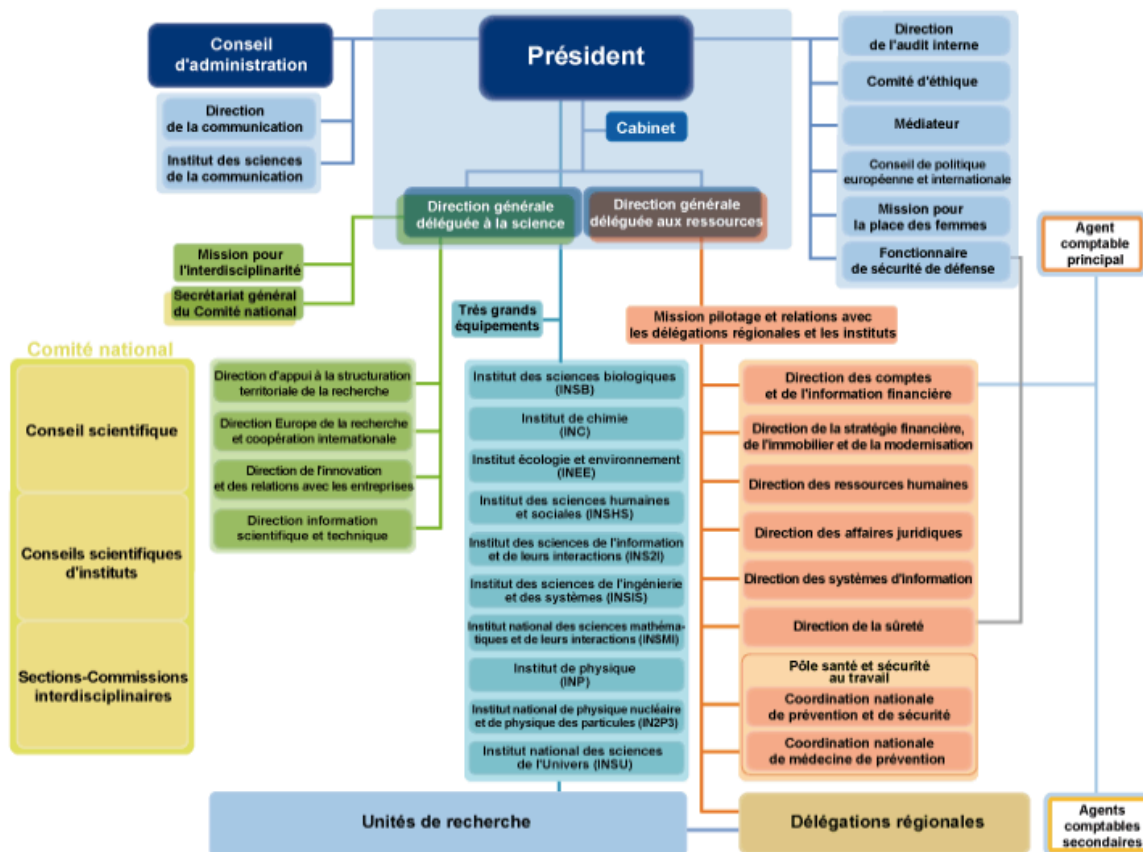 Conseil
d'administration
Président
Direction
de l'audit interne
Comité d'éthique
Médiateur
Conseil de politique
européenne et internationale
Mission pour
la place des femmes
Fonctionnaire
de sécurité de défense
Direction
de la communication
Institut des sciences
de la communication
Cabinet
Direction générale
déléguée à la science
Direction générale
déléguée aux ressources
Agent
comptable
principal
Mission pour
l'interdisciplinarité
Secrétariat général
du Comité national
Trés grands
équipements
Mission pilotage et relations avec
les délégations régionales et les instituts
Comité national
Conseil scientifique
Conseils scientifiques
d'instituts
Sections-Commissions
interdisciplinaires
Direction d'appui à la structuration
territoriale de la recherche
Direction Europe de la recherche
et coopération internationale
Direction de l'innovation
et des relations avec les entreprises
Direction information
scientifique et technique
Institut des sciences biologiques
(INSB)
Institut de chimie
(INC)
Institut écologie et environnement
(INEE)
Institut des sciences humaines
et sociales (INSHS)
Institut des sciences de l'information
et de leurs interactions (INS2I)
Institut des sciences de l'ingénierie
et des systèmes (INSIS)
Institut national des sciences mathéma-
tiques et de leurs interactions (INSMI)
Institut de physique
(INP)
Institut national de physique nucléaire
et de physique des particules (IN2P3)
Institut national des sciences
de l'Univers (INSU)
Direction des comptes
et de l'information financière
Direction de la stratégie financière,
de l'immobilier et de la modernisation
Direction des ressources humaines
Direction des affaires juridiques
Direction des systèmes d'information
Direction de la sûreté
Pôle santé et sécurité
au travail
Coordination nationale
de prévention et de sécurité
Coordination nationale
de médecine de prévention
Unités de recherche
Délégations régionales
Agents
comptables
secondaires